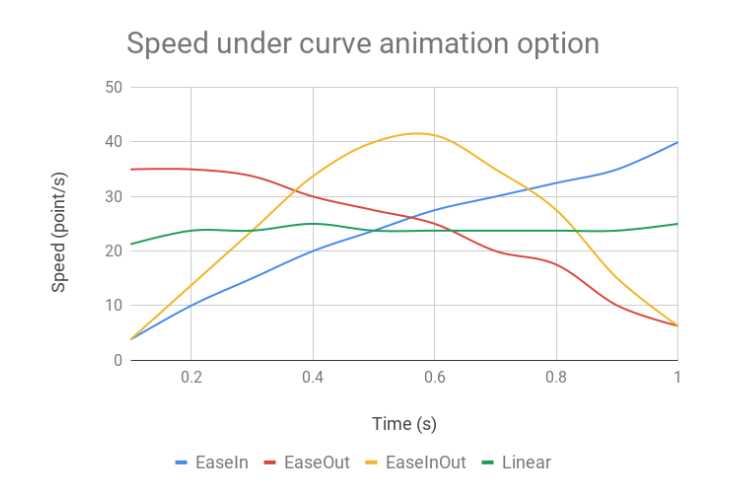 Speed under curve animation option
50
40
30
20
10
0
Speed (point/s)
0.2 0.4 0.6 0.8 1
Time (s)
EaseIn EaseOut EaseInOut Linear